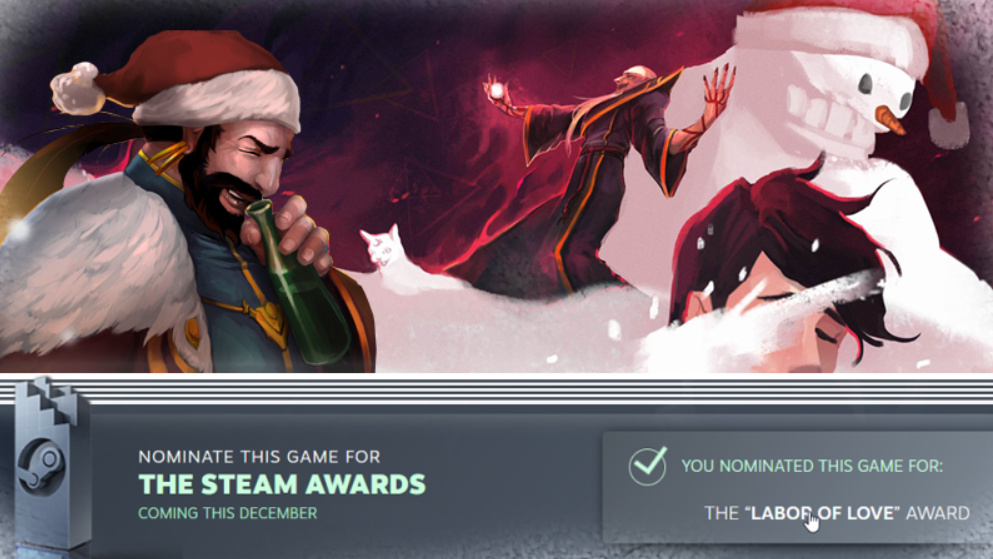 NOMINATE THIS GAME FOR
THE STEAM AWARDS
COMING THIS DECEMBER
YOU NOMINATED THIS GAME FOR:
THE “LABOR OF LOVE” AWARD